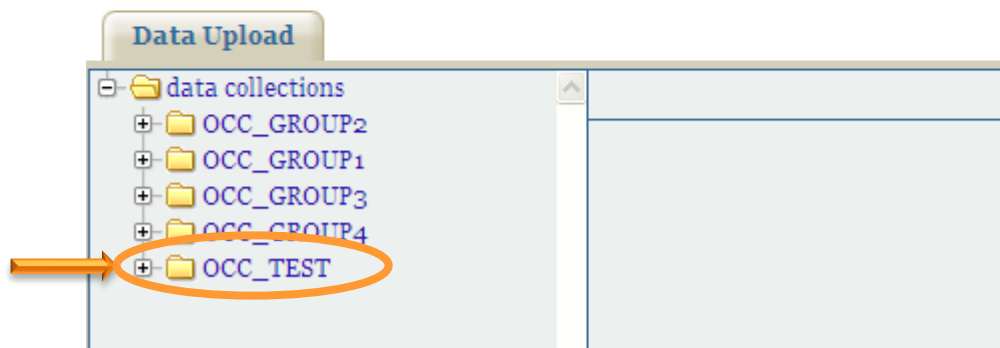 Data Upload
data collections
OCC_GROUP2
OCC_GROUP1
OCC_GROUP3
OCC_GROUP4
OCC_TEST